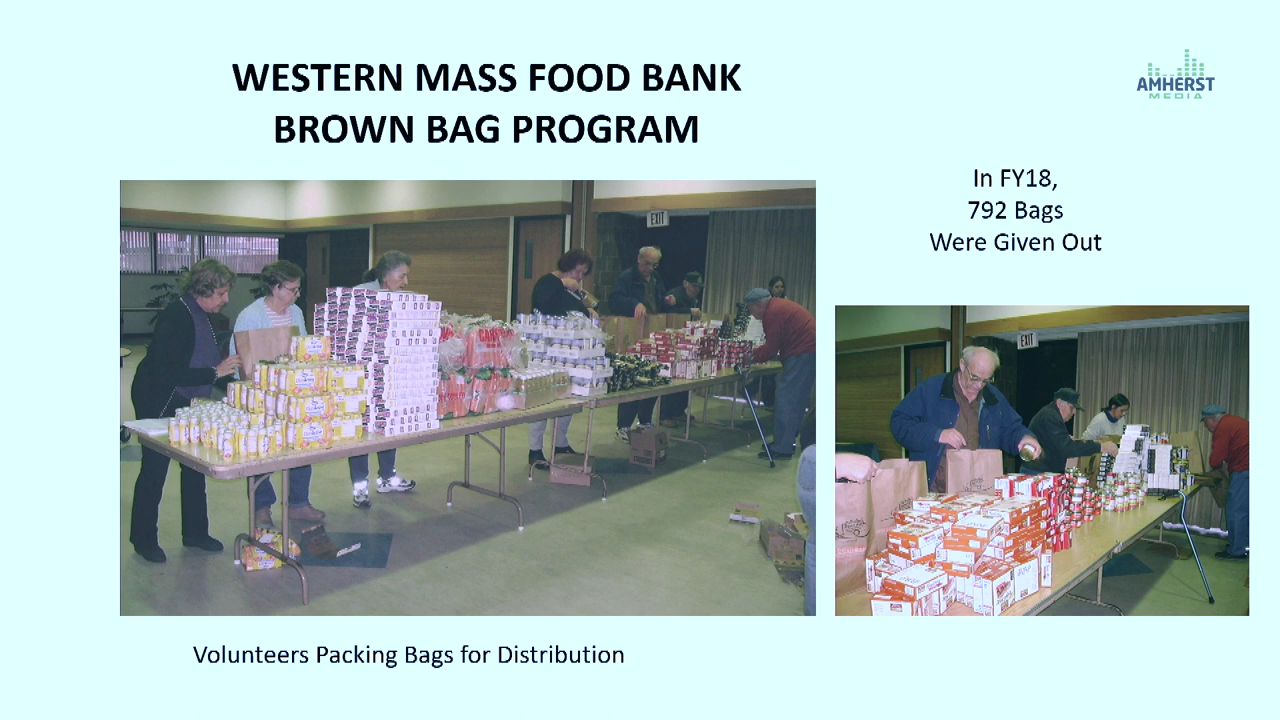 WESTERN MASS FOOD BANK
BROWN BAG PROGRAM
AMHERST
MEDIA
In FY18,
792 Bags
Were Given Out
EXIT
EXIT
Volunteers Packing Bags for Distribution